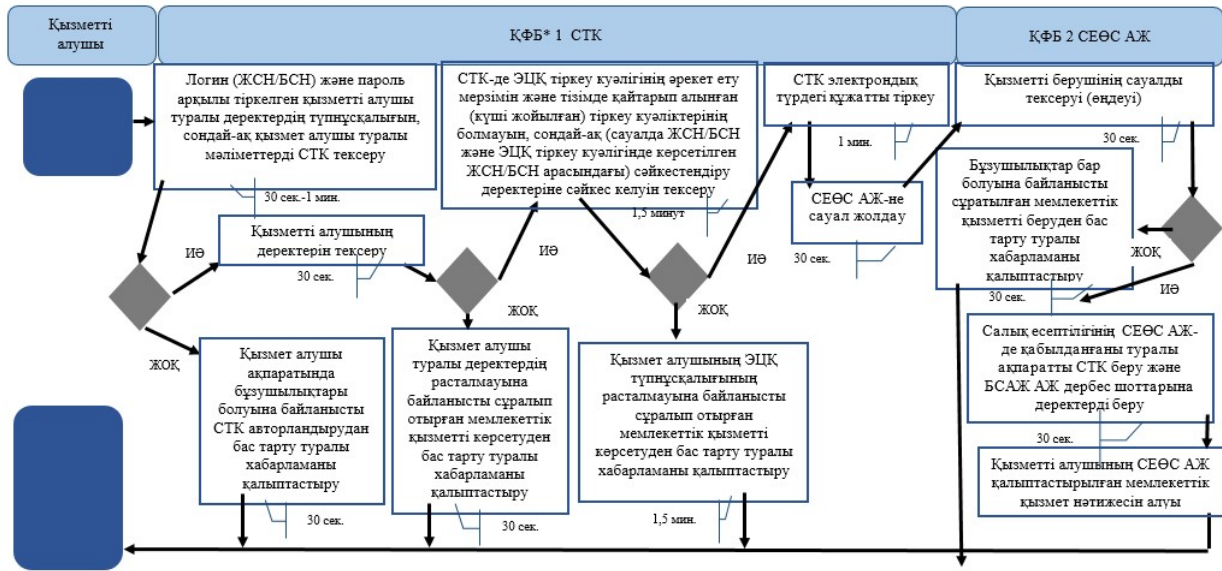 Қызметті
алушы
ҚФБ* 1 СТК
ҚФБ 2 СЕӨС АЖ
Логин (ЖСН/БСН) және пароль
арқылы тіркелген қызметті алушы
туралы деректердің түпнұсқалығын,
сондай-ақ қызмет алушы туралы
мәліметтерді СТК тексеру
30 сек.-1 мин.
СТК-де ЭЦҚ тіркеу куәлігінің әрекет ету
мерзімін және тізімде қайтарып алынған
(күші жойылған) тіркеу куәліктерінің
болмауын, сондай-ақ (сауалда ЖСН/БСН
және ЭЦҚ тіркеу куәлігінде көрсетілген
ЖСН/БСН арасындағы) сәйкестендіру
деректеріне сәйкес келуін тексеру
1,5 минут
СТК электрондық
түрдегі құжатты тіркеу
1 мин.
Қызметті берушінің сауалды
тексеруі (өңдеуі)
30 сек.
Қызметті алушының
деректерін тексеру
30 сек.
ИӘ
ИӘ
ИӘ
СЕӨС АЖ-не
сауал жолдау
30 сек.
Бұзушылықтар бар
болуына байланысты
сұратылған мемлекеттік
қызметті беруден бас
тарту туралы
хабарламаны
қалыптастыру
30 сек.
ЖОҚ
ИӘ
ЖОҚ
ЖОҚ
ЖОҚ
Қызмет алушы
ақпаратында
бұзушылықтары
болуына байланысты
СТК авторландырудан
бас тарту туралы
хабарламаны
қалыптастыру
30 сек.
Қызмет алушы
туралы деректердің
расталмауына
байланысты сұралып
отырған мемлекеттік
қызметті көрсетуден
бас тарту туралы
хабарламаны
қалыптастыру
30 сек.
Қызмет алушының ЭЦҚ
түпнұсқалығының
расталмауына байланысты
сұралып отырған
мемлекеттік қызметті
көрсетуден бас тарту туралы
хабарламаны қалыптастыру
1,5 мин.
Салық есептілігінің СЕӨС АЖ-
де қабылданғаны туралы
ақпаратты СТК беру және
БСАЖ АЖ дербес шоттарына
деректерді беру
30 сек.
Қызметті алушының СЕӨС АЖ
қалыптастырылған мемлекеттік
қызмет нәтижесін алуы